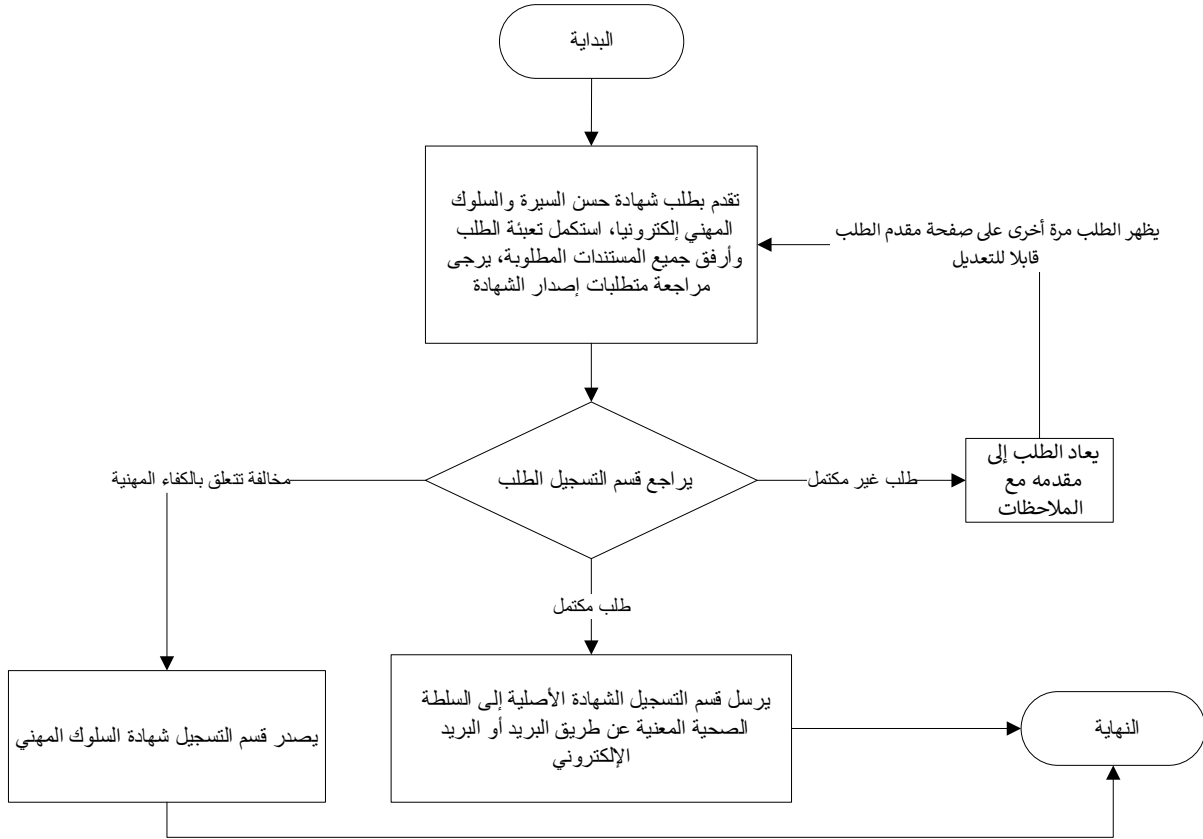 البداية
تقدم بطلب شهادة حسن السيرة والسلوك
المهني إلكترونيا، استكمل تعبئة الطلب
وأرفق جميع المستندات المطلوبة، يرجى
مراجعة متطلبات إصدار الشهادة
يظهر الطلب مرة أخرى على صفحة مقدم الطلب
قابلا للتعديل
يراجع قسم التسجيل الطلب
طلب غير مكتمل
يعاد الطلب إلى
مقدمه مع
الملاحظات
مخالفة تتعلق بالكفاء المهنية
طلب مكتمل
يرسل قسم التسجيل الشهادة الأصلية إلى السلطة
الصحية المعنية عن طريق البريد أو البريد
الإلكتروني
يصدر قسم التسجيل شهادة السلوك المهني
النهاية